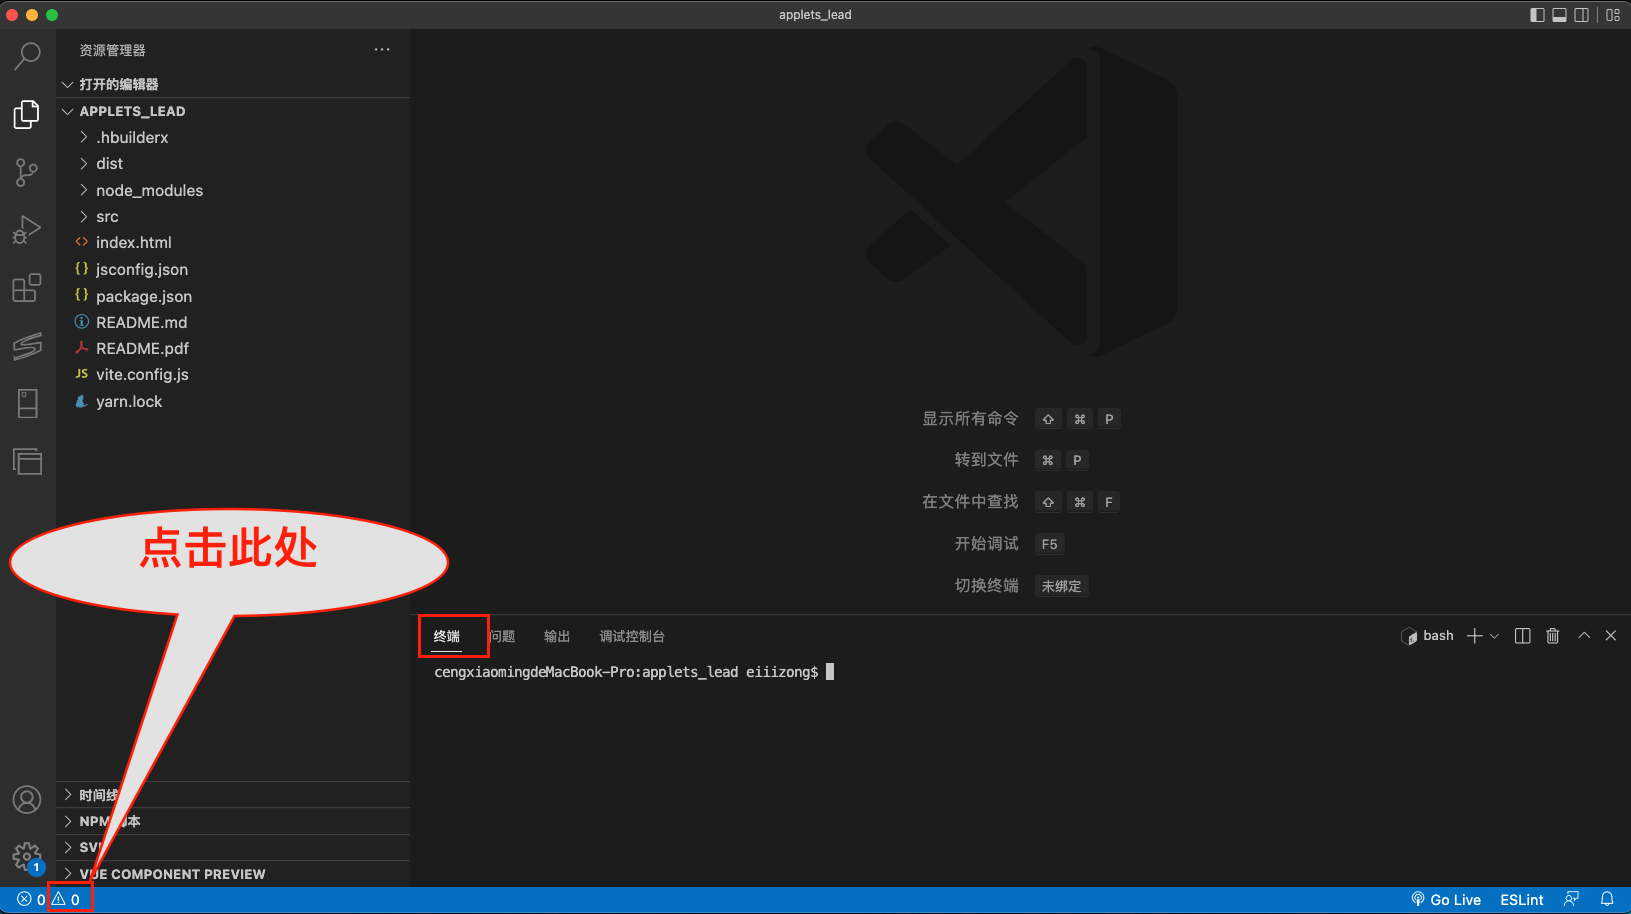 applets_lead
资源管理器
打开的编辑器
APPLETS_LEAD
.hbuilderx
dist
node_modules
src
index.html
jsconfig.json
package.json
README.md
README.pdf
JS vite.config.js
yarn.lock
点击此处
显示所有命令 ⇧ ⌘ P
转到文件 ⌘ P
在文件中查找 ⇧ ⌘ F
开始调试 F5
切换终端 未绑定
终端 问题 输出 调试控制台 bash
cengxiaomingdeMacBook-Pro:applets_lead eiiizong$
时间线
NPM 本
VUE COMPONENT PREVIEW
1
0 0 Go Live ESLint